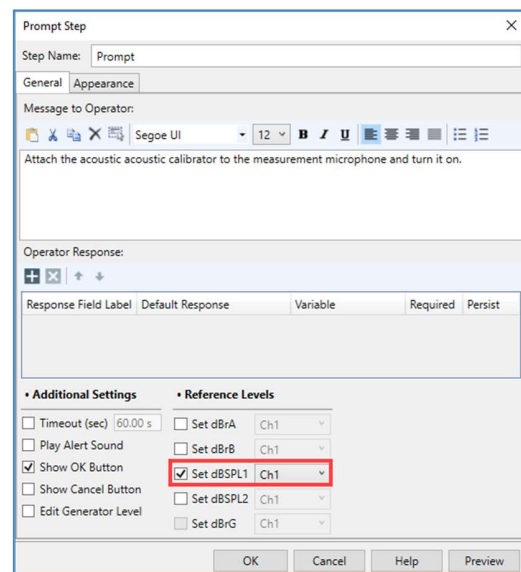 Prompt Step
Step Name: Prompt
General Appearance
Message to Operator:
Segoe UI 12 B I U
Attach the acoustic acoustic calibrator to the measurement microphone and turn it on.
Operator Response:
Response Field Label Default Response Variable Required Persist
• Additional Settings • Reference Levels
Timeout (sec) 60.00 s Set dBrA Ch1
Play Alert Sound Set dBrB Ch1
Show OK Button Set dBSPL1 Ch1
Show Cancel Button Set dBSPL2 Ch1
Edit Generator Level Set dBrG Ch1
OK Cancel Help Preview